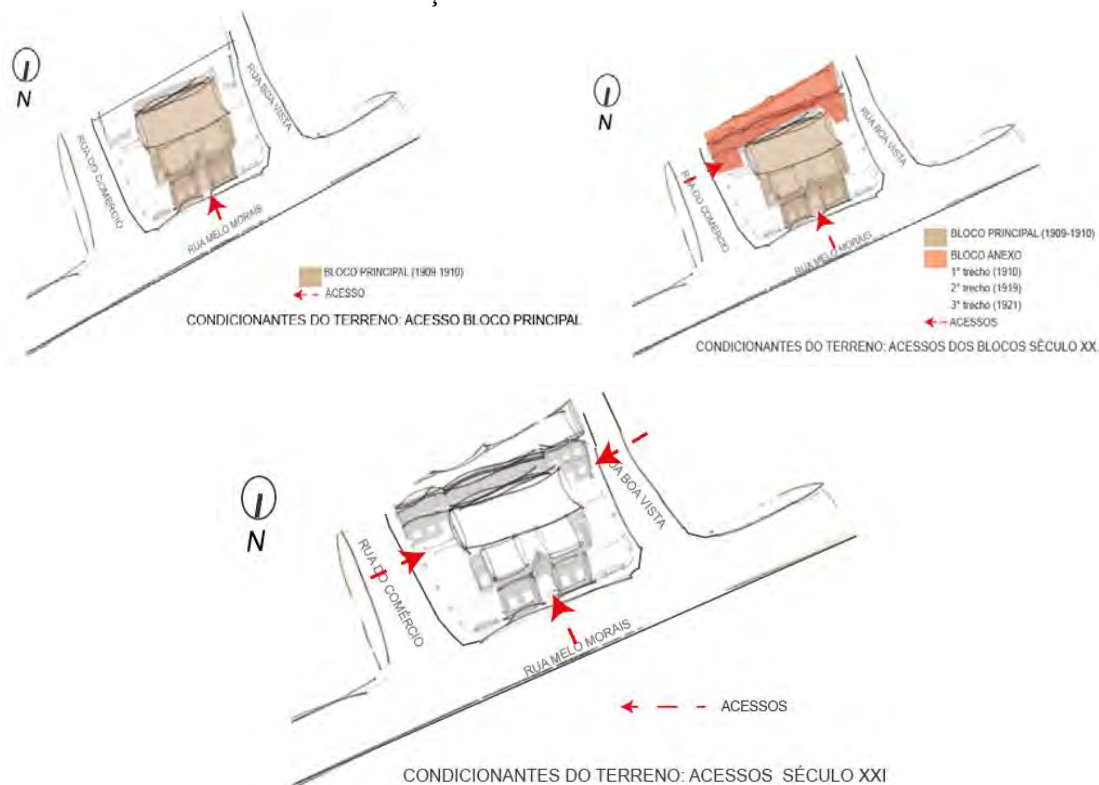 N
RUA DO COMÉRCIO
RUA BOA VISTA
RUA MELO MORAIS
BLOCO PRINCIPAL (1909-1910)
ACESSO
CONDICIONANTES DO TERRENO: ACESSO BLOCO PRINCIPAL
N
RUA DO COMÉRCIO
RUA BOA VISTA
RUA MELO MORAIS
BLOCO PRINCIPAL (1909-1910)
BLOCO ANEXO
1° trecho (1910)
2° trecho (1919)
3° trecho (1921)
ACESSOS
CONDICIONANTES DO TERRENO: ACESSOS DOS BLOCOS SÉCULO XX
N
RUA DO COMÉRCIO
RUA BOA VISTA
RUA MELO MORAIS
ACESSOS
CONDICIONANTES DO TERRENO: ACESSOS SÉCULO XXI